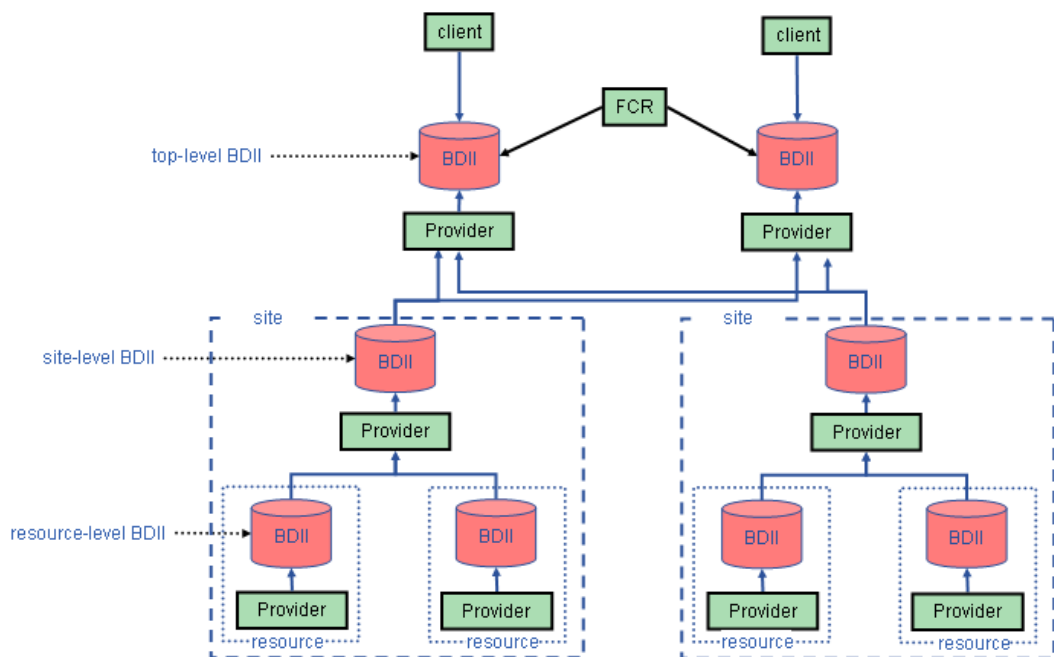 client
client
FCR
BDII
BDII
top-level BDII
Provider
Provider
site
site
site-level BDII
BDII
BDII
Provider
Provider
resource-level BDII
BDII
BDII
BDII
BDII
Provider
Provider
Provider
Provider
resource
resource
resource
resource